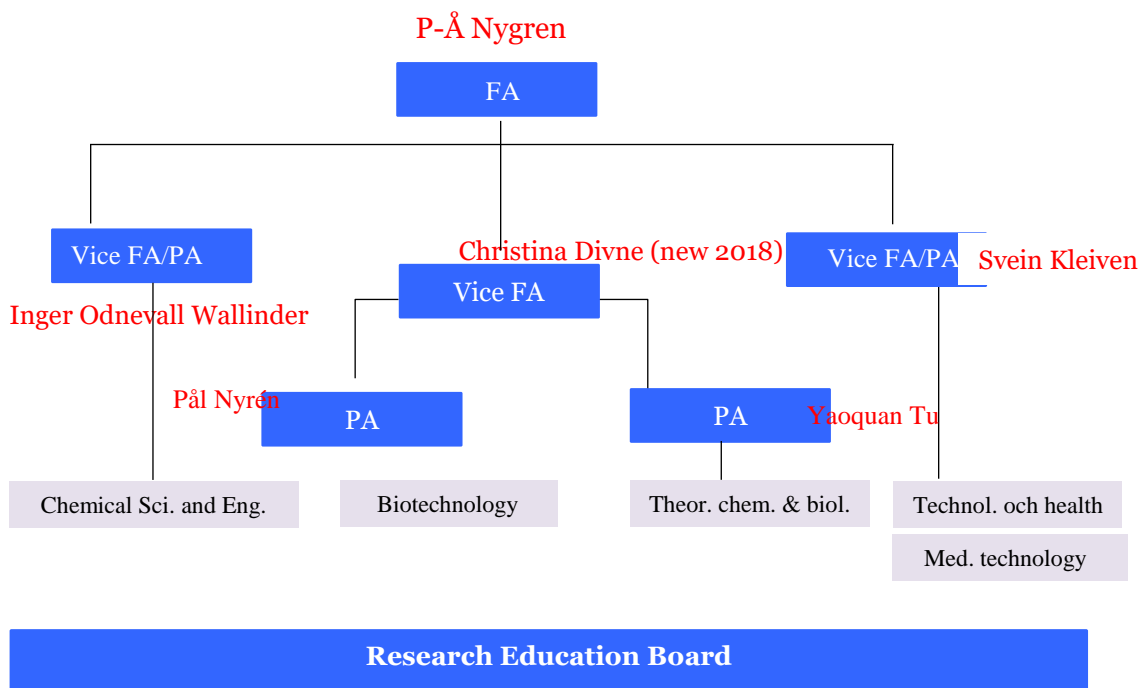 P-Å Nygren
FA
Vice FA/PA
Inger Odnevall Wallinder
Christina Divne (new 2018)
Vice FA
Vice FA/PA
Svein Kleiven
Pål Nyrén
PA
PA
Yaoquan Tu
Chemical Sci. and Eng.
Biotechnology
Theor. chem. & biol.
Technol. och health
Med. technology
Research Education Board